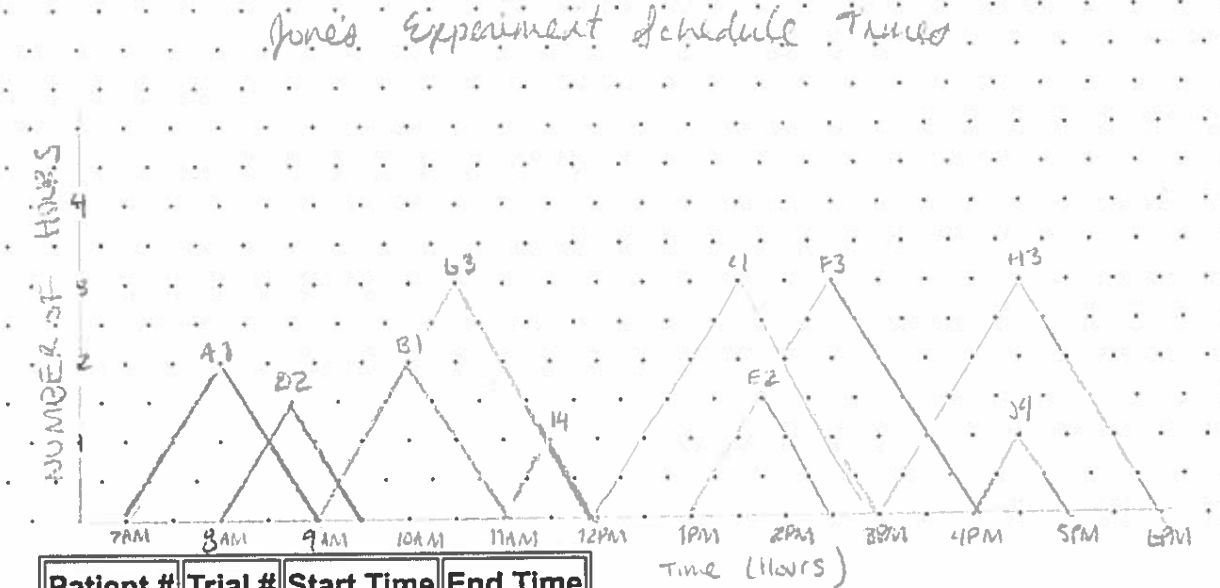 Jone's Experiment Schedule Times
NUMBER OF HOURS
4
3
2
1
A3
D2
B1
G3
I4
C1
E2
F3
H3
J4
7AM 8AM 9AM 10AM 11AM 12PM 1PM 2PM 3PM 4PM 5PM 6PM
Time (Hours)
Patient # Trial # Start Time End Time